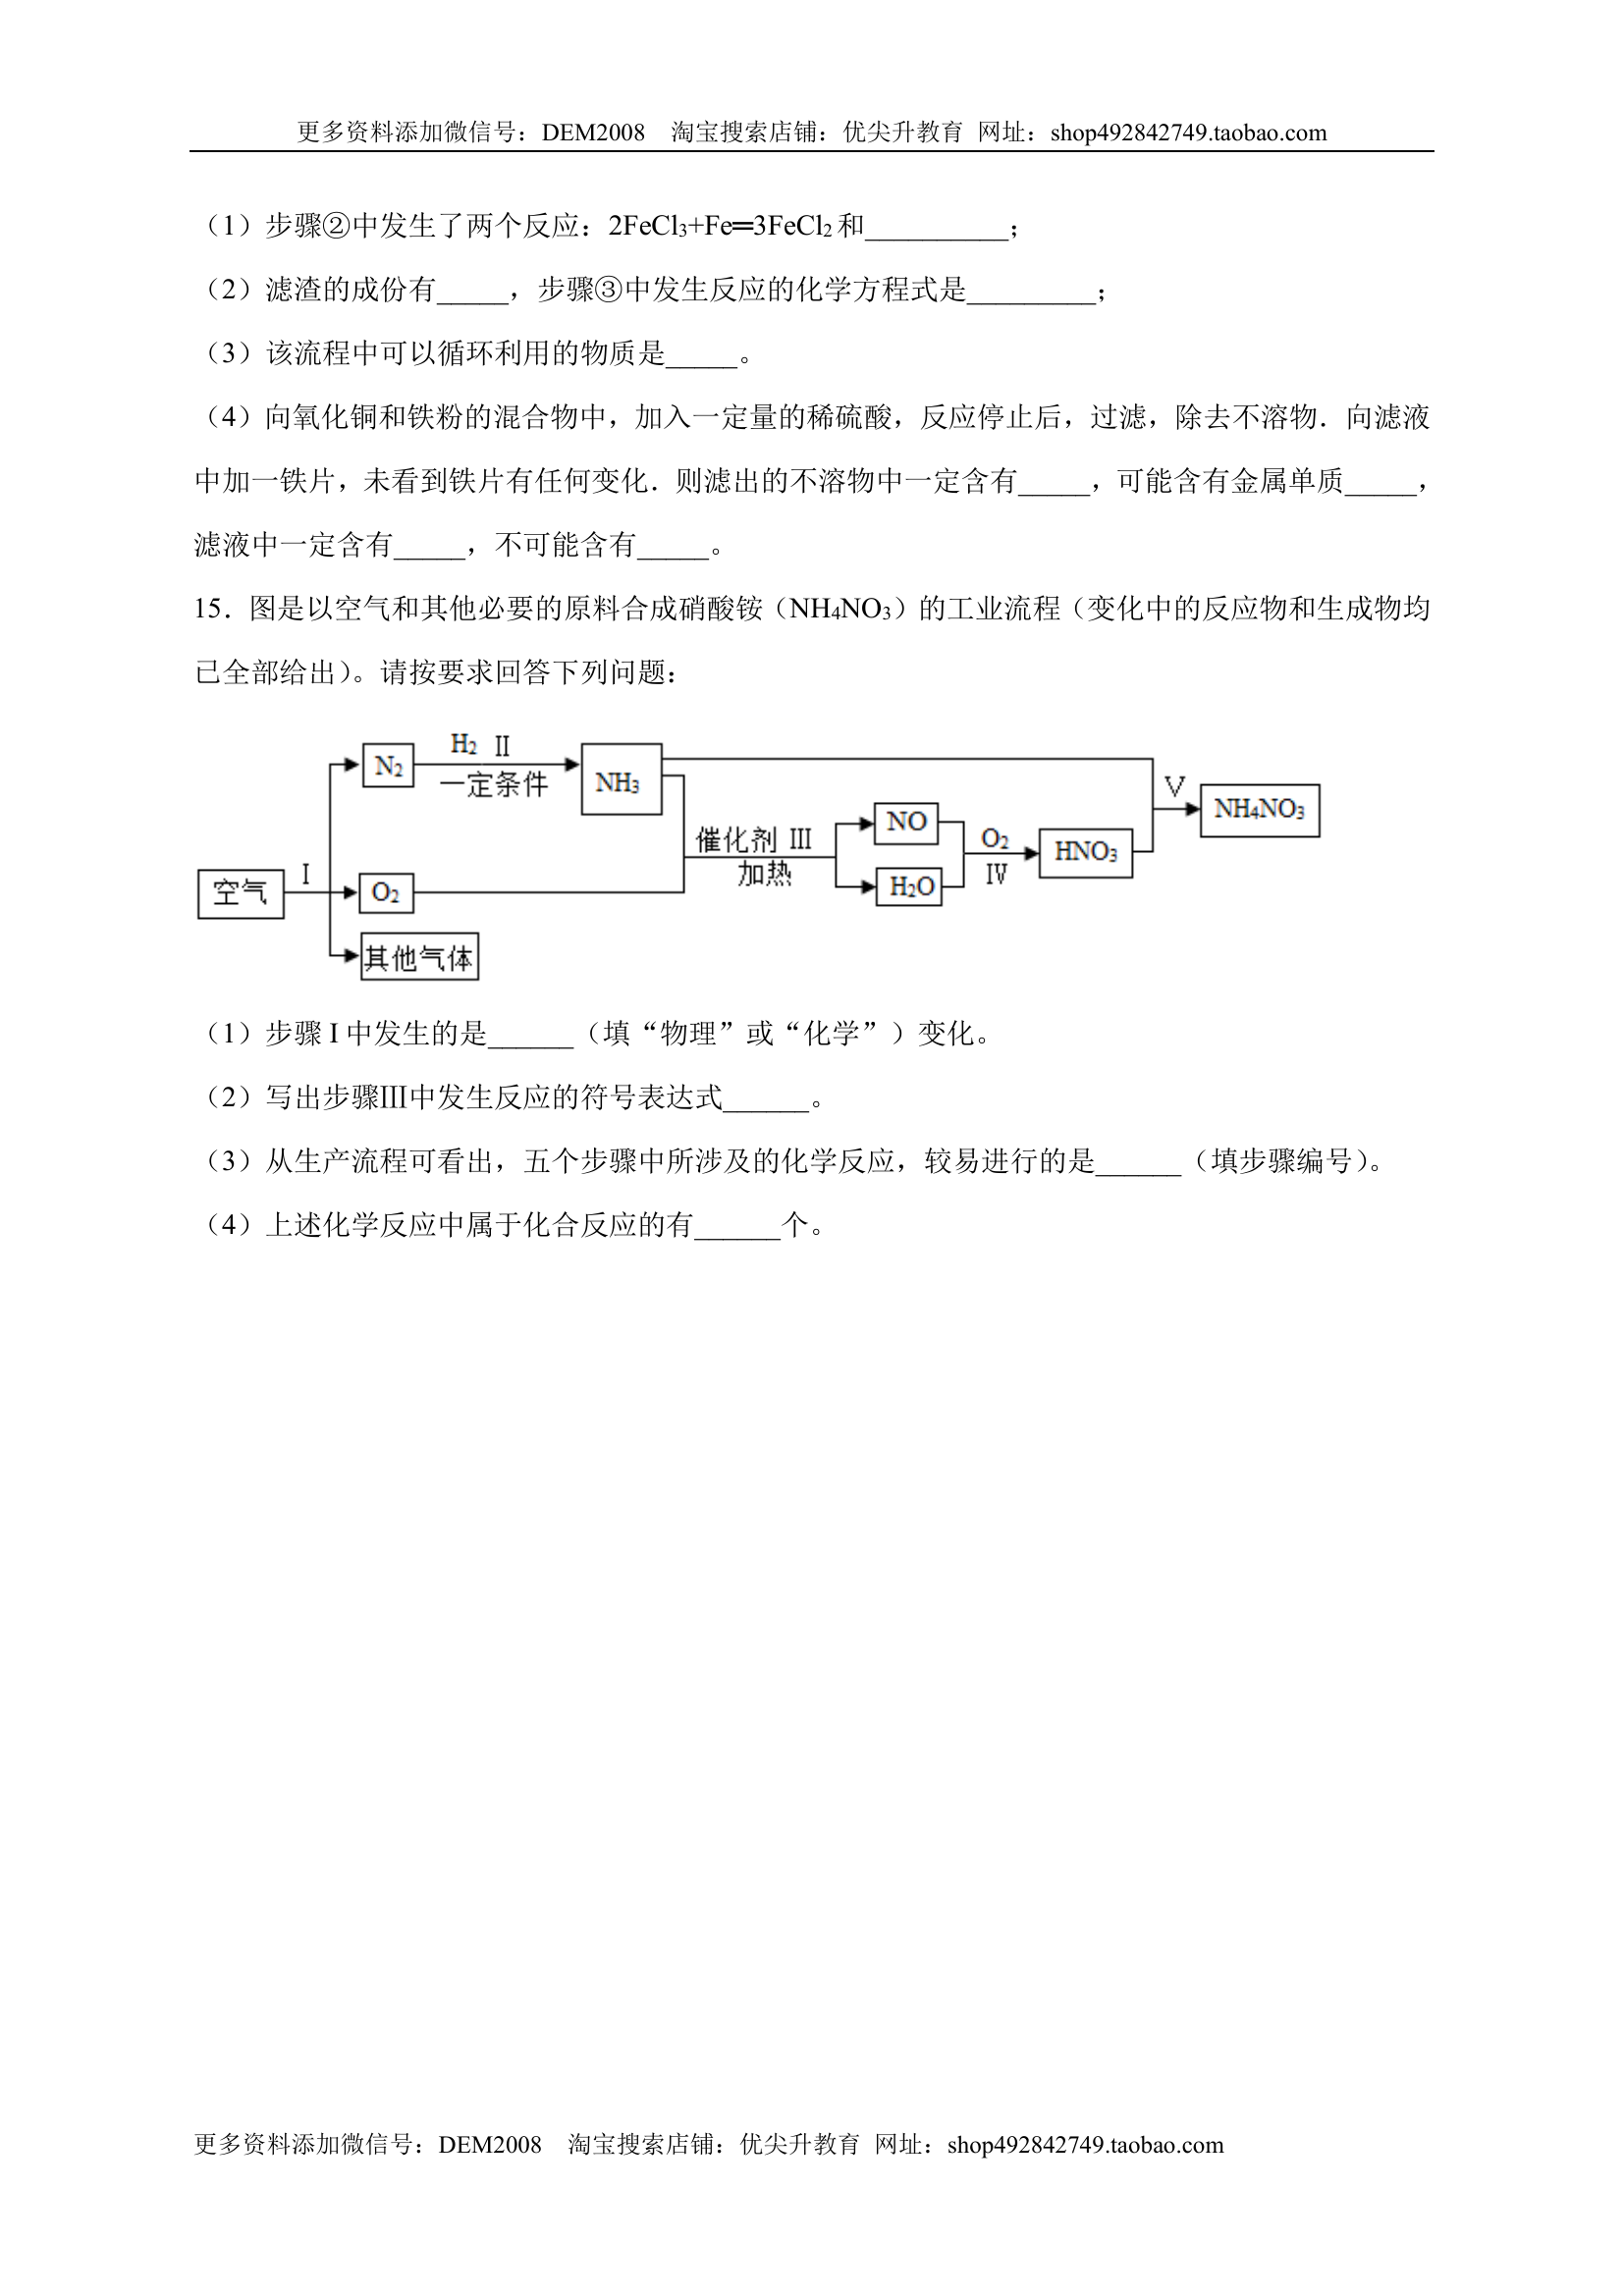 更多资料添加微信号：DEM2008　淘宝搜索店铺：优尖升教育 网址：shop492842749.taobao.com
（1）步骤②中发生了两个反应：2FeCl₃+Fe═3FeCl₂和__________；
（2）滤渣的成份有_____，步骤③中发生反应的化学方程式是_________；
（3）该流程中可以循环利用的物质是_____。
（4）向氧化铜和铁粉的混合物中，加入一定量的稀硫酸，反应停止后，过滤，除去不溶物．向滤液
中加一铁片，未看到铁片有任何变化．则滤出的不溶物中一定含有_____，可能含有金属单质_____，
滤液中一定含有_____，不可能含有_____。
15．图是以空气和其他必要的原料合成硝酸铵（NH₄NO₃）的工业流程（变化中的反应物和生成物均
已全部给出）。请按要求回答下列问题：
空气
I
N₂
O₂
其他气体
H₂ Ⅱ
一定条件
NH₃
催化剂 Ⅲ
加热
NO
H₂O
O₂
Ⅳ
HNO₃
Ⅴ
NH₄NO₃
（1）步骤 I 中发生的是______（填“物理”或“化学”）变化。
（2）写出步骤Ⅲ中发生反应的符号表达式______。
（3）从生产流程可看出，五个步骤中所涉及的化学反应，较易进行的是______（填步骤编号）。
（4）上述化学反应中属于化合反应的有______个。
更多资料添加微信号：DEM2008　淘宝搜索店铺：优尖升教育 网址：shop492842749.taobao.com